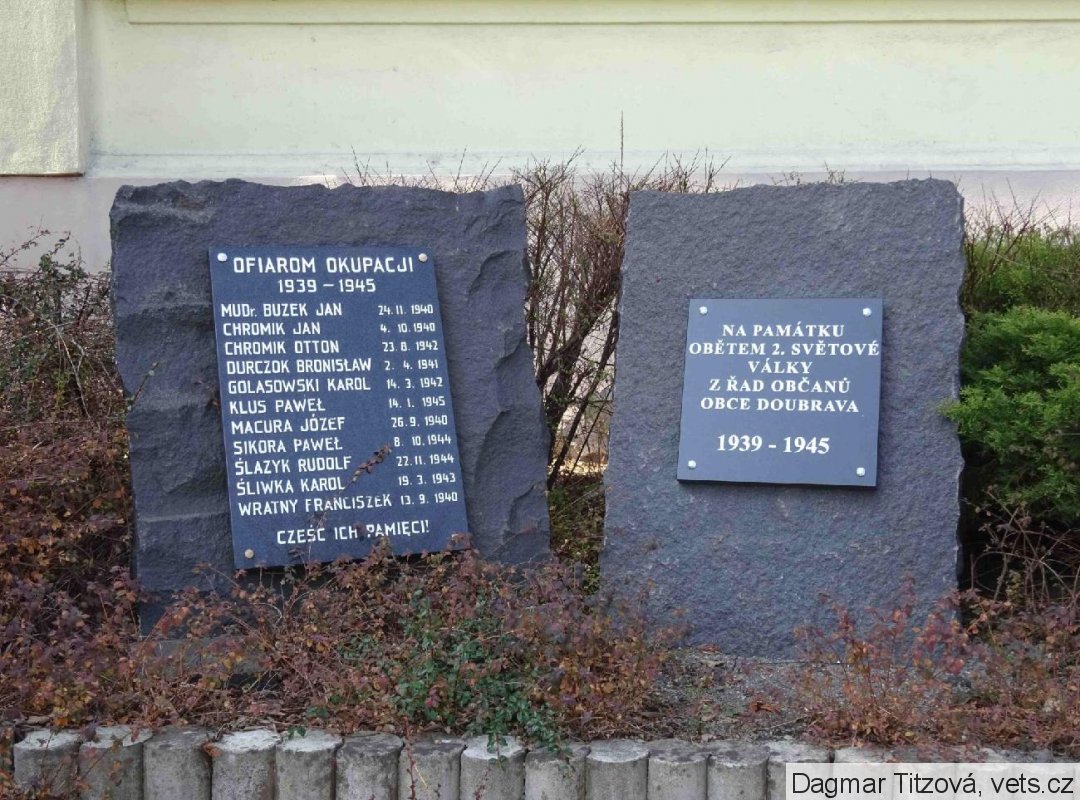 OFIAROM OKUPACJI
1939 – 1945
MUDr. BUZEK JAN 24. 11. 1940
CHROMIK JAN 4. 10. 1940
CHROMIK OTTON 23. 8. 1942
DURCZOK BRONISŁAW 2. 4. 1941
GOLASOWSKI KAROL 14. 3. 1942
KLUS PAWEŁ 14. 1. 1945
MACURA JÓZEF 26. 9. 1940
SIKORA PAWEŁ 8. 10. 1944
ŚLAZYK RUDOLF 22. 11. 1944
ŚLIWKA KAROL 19. 3. 1943
WRATNY FRANCISZEK 13. 9. 1940
CZEŚĆ ICH PAMIĘCI!
NA PAMÁTKU
OBĚTEM 2. SVĚTOVÉ
VÁLKY
Z ŘAD OBČANŮ
OBCE DOUBRAVA
1939 - 1945
Dagmar Titzová, vets.cz